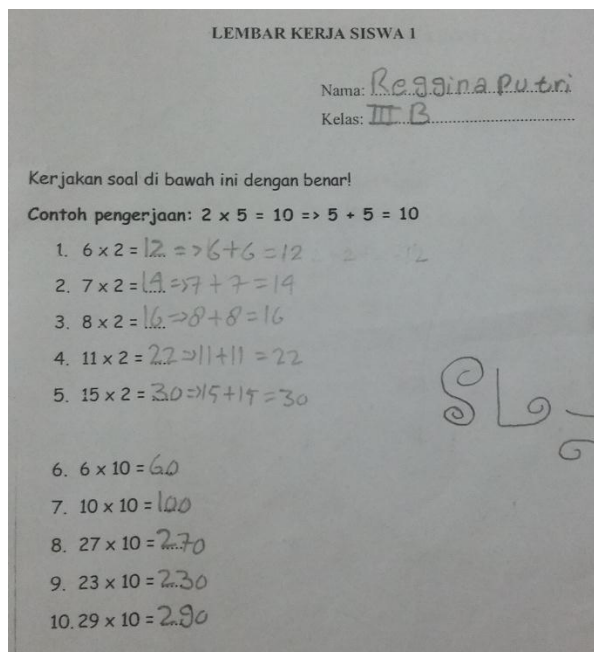 LEMBAR KERJA SISWA 1
Nama: Reggina Putri
Kelas: III B
Kerjakan soal di bawah ini dengan benar!
Contoh pengerjaan: 2 x 5 = 10 => 5 + 5 = 10
1. 6 x 2 = 12 => 6+6 = 12
2. 7 x 2 = 14 => 7+7 = 14
3. 8 x 2 = 16 => 8+8 = 16
4. 11 x 2 = 22 => 11+11 = 22
5. 15 x 2 = 30 => 15+15 = 30
6. 6 x 10 = 60
7. 10 x 10 = 100
8. 27 x 10 = 270
9. 23 x 10 = 230
10. 29 x 10 = 290